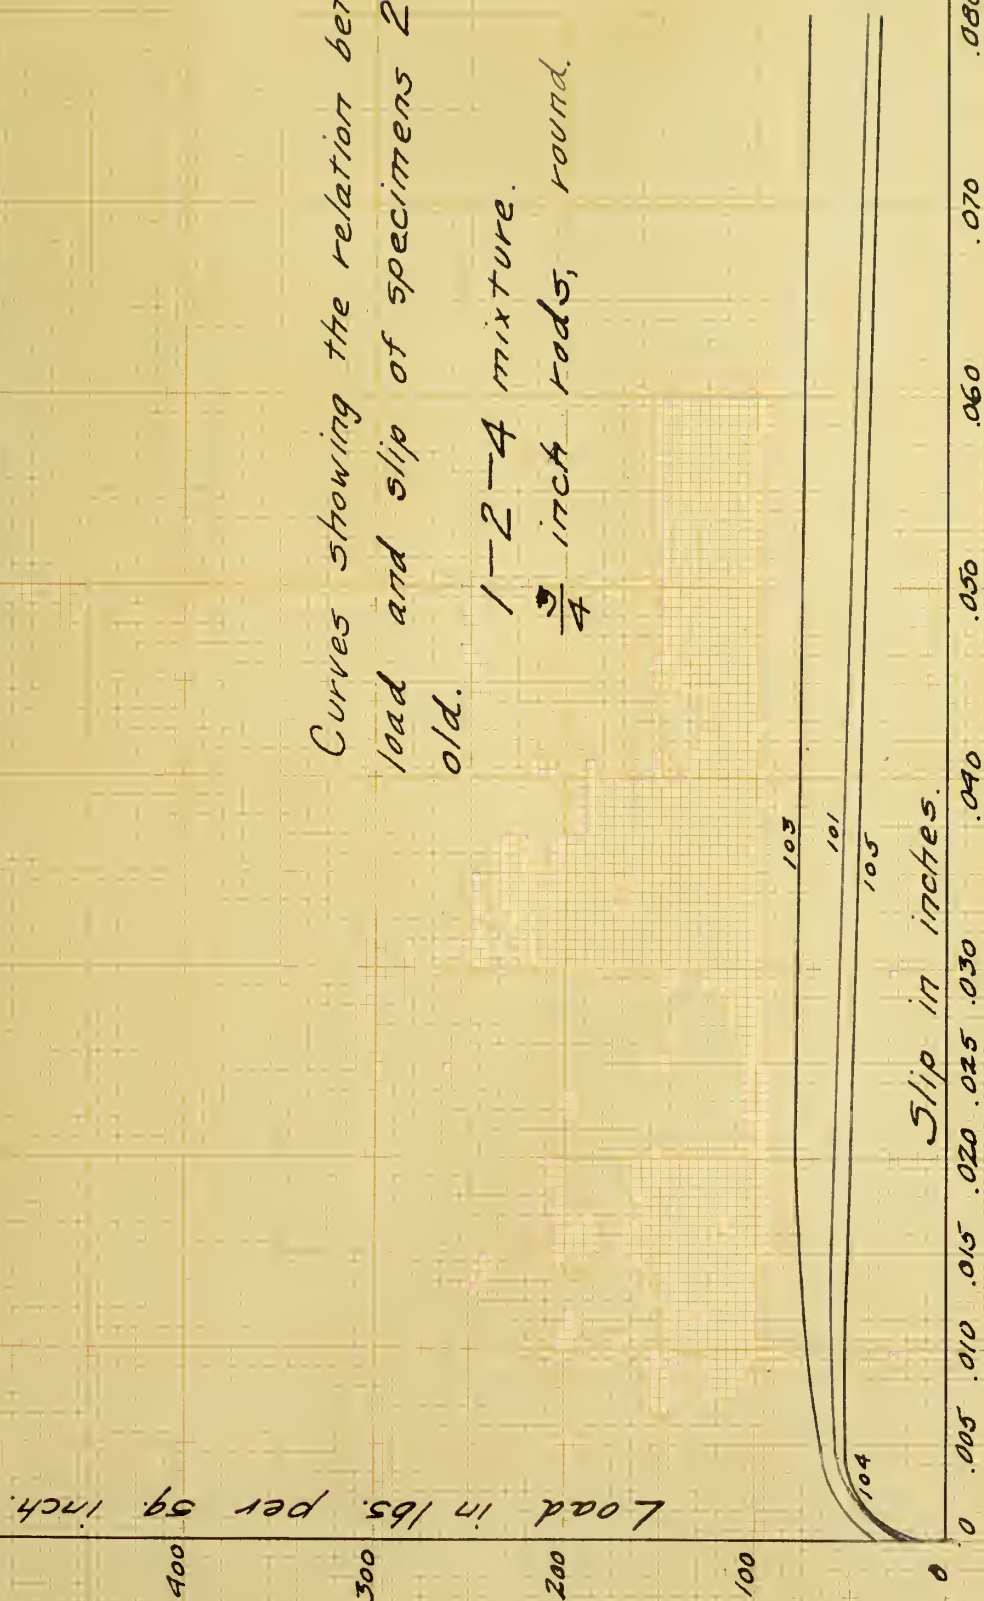 Curves showing the relation
load and slip of specimens 2
old.
1-2-4 mixture.
3/4 inch rods, round.
Load in lbs. per sq. inch.
400
300
200
100
0
103
101
105
104
Slip in inches.
0 .005 .010 .015 .020 .025 .030 .040 .050 .060 .070 .080